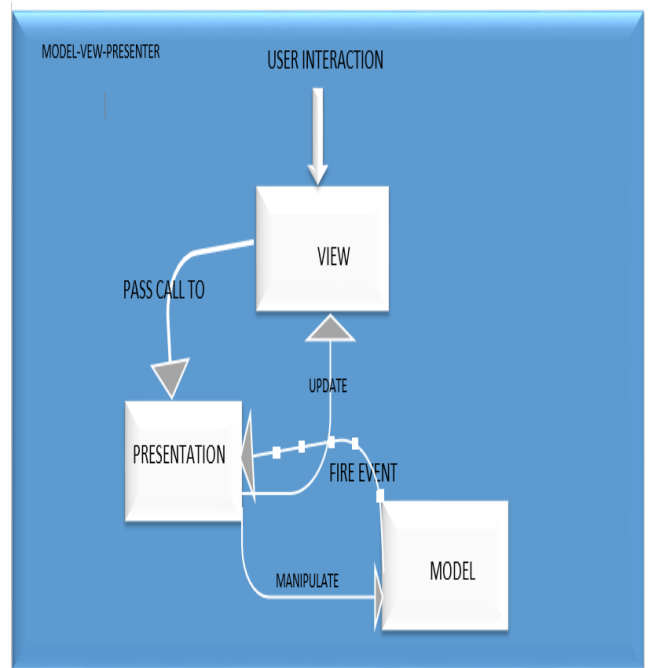 MODEL-VEW-PRESENTER
USER INTERACTION
VIEW
PASS CALL TO
UPDATE
PRESENTATION
FIRE EVENT
MODEL
MANIPULATE